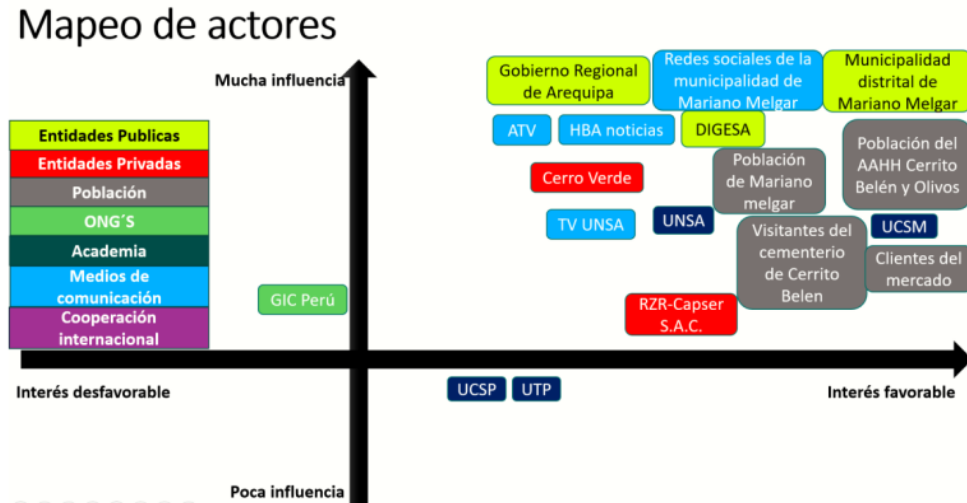 Mapeo de actores
Mucha influencia
Gobierno Regional
de Arequipa
Redes sociales de la
municipalidad de
Mariano Melgar
Municipalidad
distrital de
Mariano Melgar
ATV
HBA noticias
DIGESA
Población del
AAHH Cerrito
Belén y Olivos
Entidades Publicas
Entidades Privadas
Población
ONG´S
Academia
Medios de
comunicación
Cooperación
internacional
Cerro Verde
Población
de Mariano
melgar
TV UNSA
UNSA
UCSM
Visitantes del
cementerio
de Cerrito
Belen
Clientes del
mercado
GIC Perú
RZR-Capser
S.A.C.
Interés desfavorable
Interés favorable
UCSP
UTP
Poca influencia